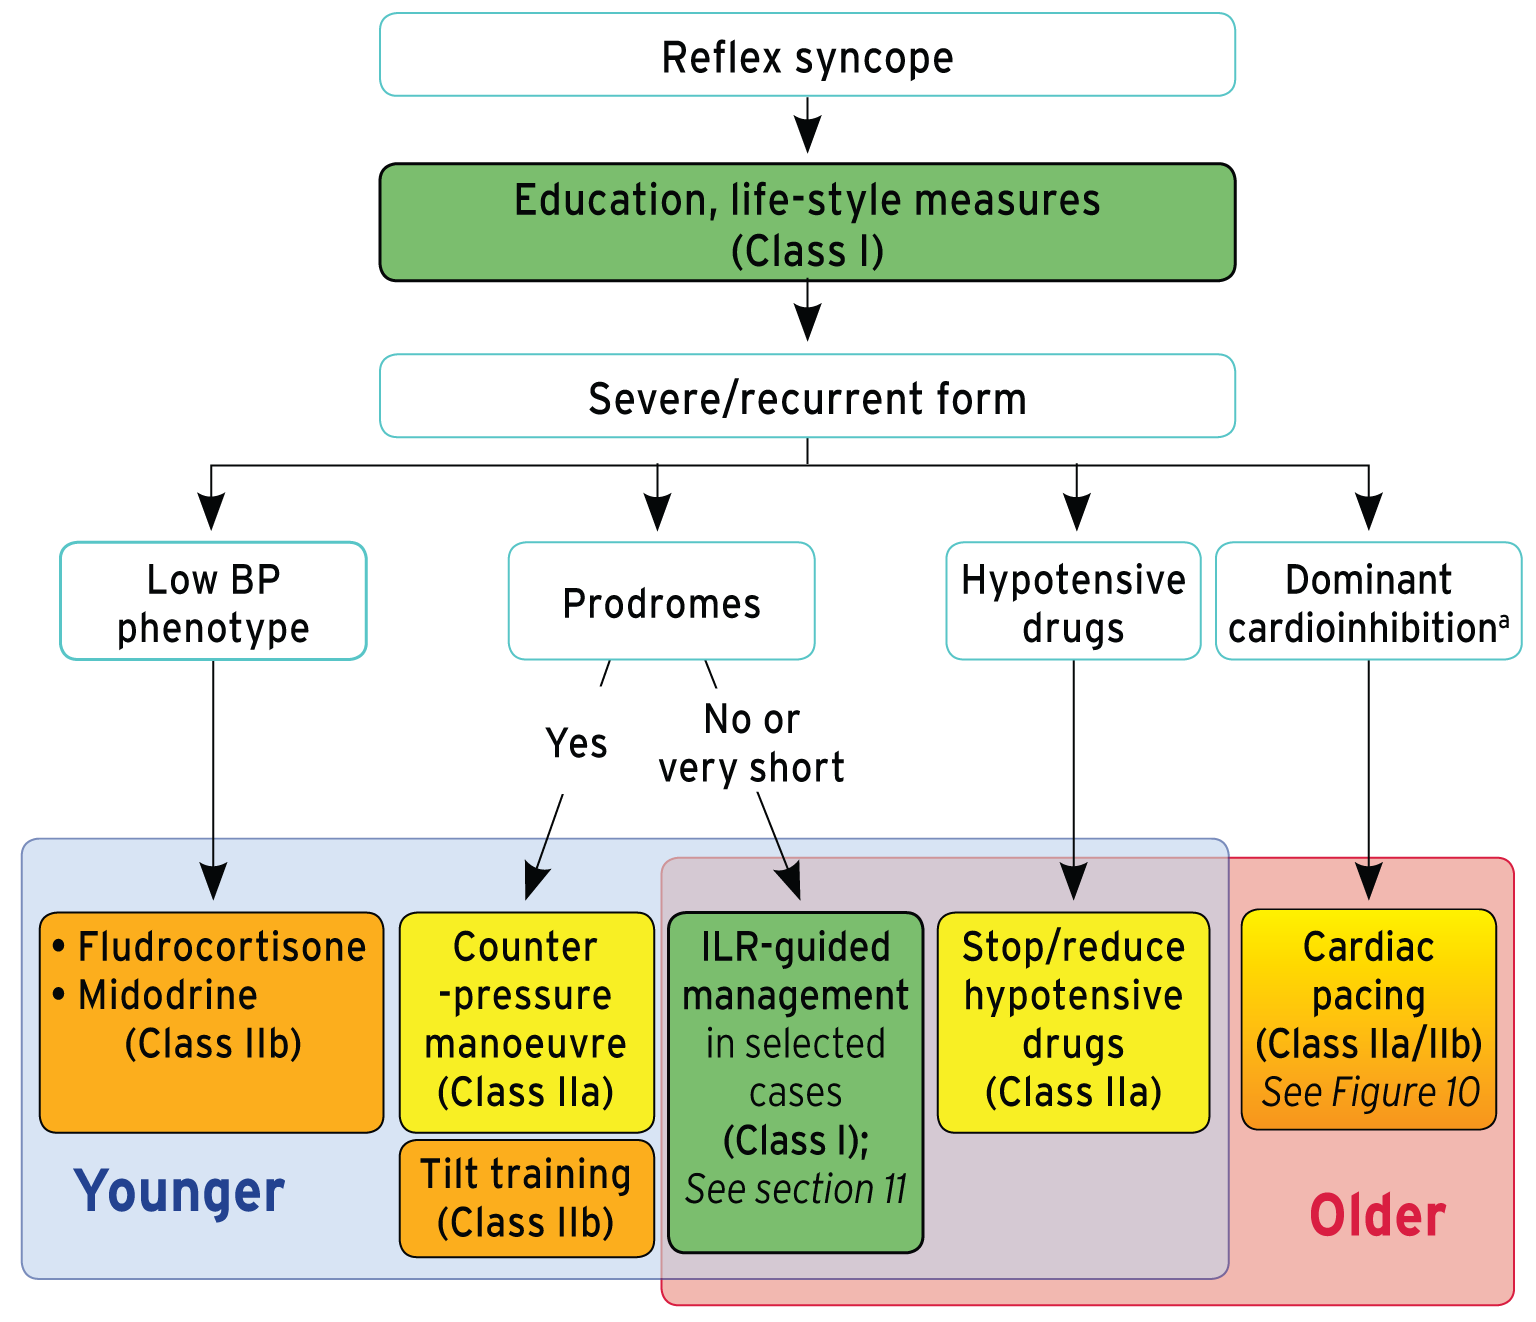 Reflex syncope
Education, life-style measures
(Class I)
Severe/recurrent form
Low BP
phenotype
Prodromes
Hypotensive
drugs
Dominant
cardioinhibitionª
Yes
No or
very short
• Fludrocortisone
• Midodrine
(Class IIb)
Counter
-pressure
manoeuvre
(Class IIa)
Tilt training
(Class IIb)
ILR-guided
management
in selected
cases
(Class I);
See section 11
Stop/reduce
hypotensive
drugs
(Class IIa)
Cardiac
pacing
(Class IIa/IIb)
See Figure 10
Younger
Older